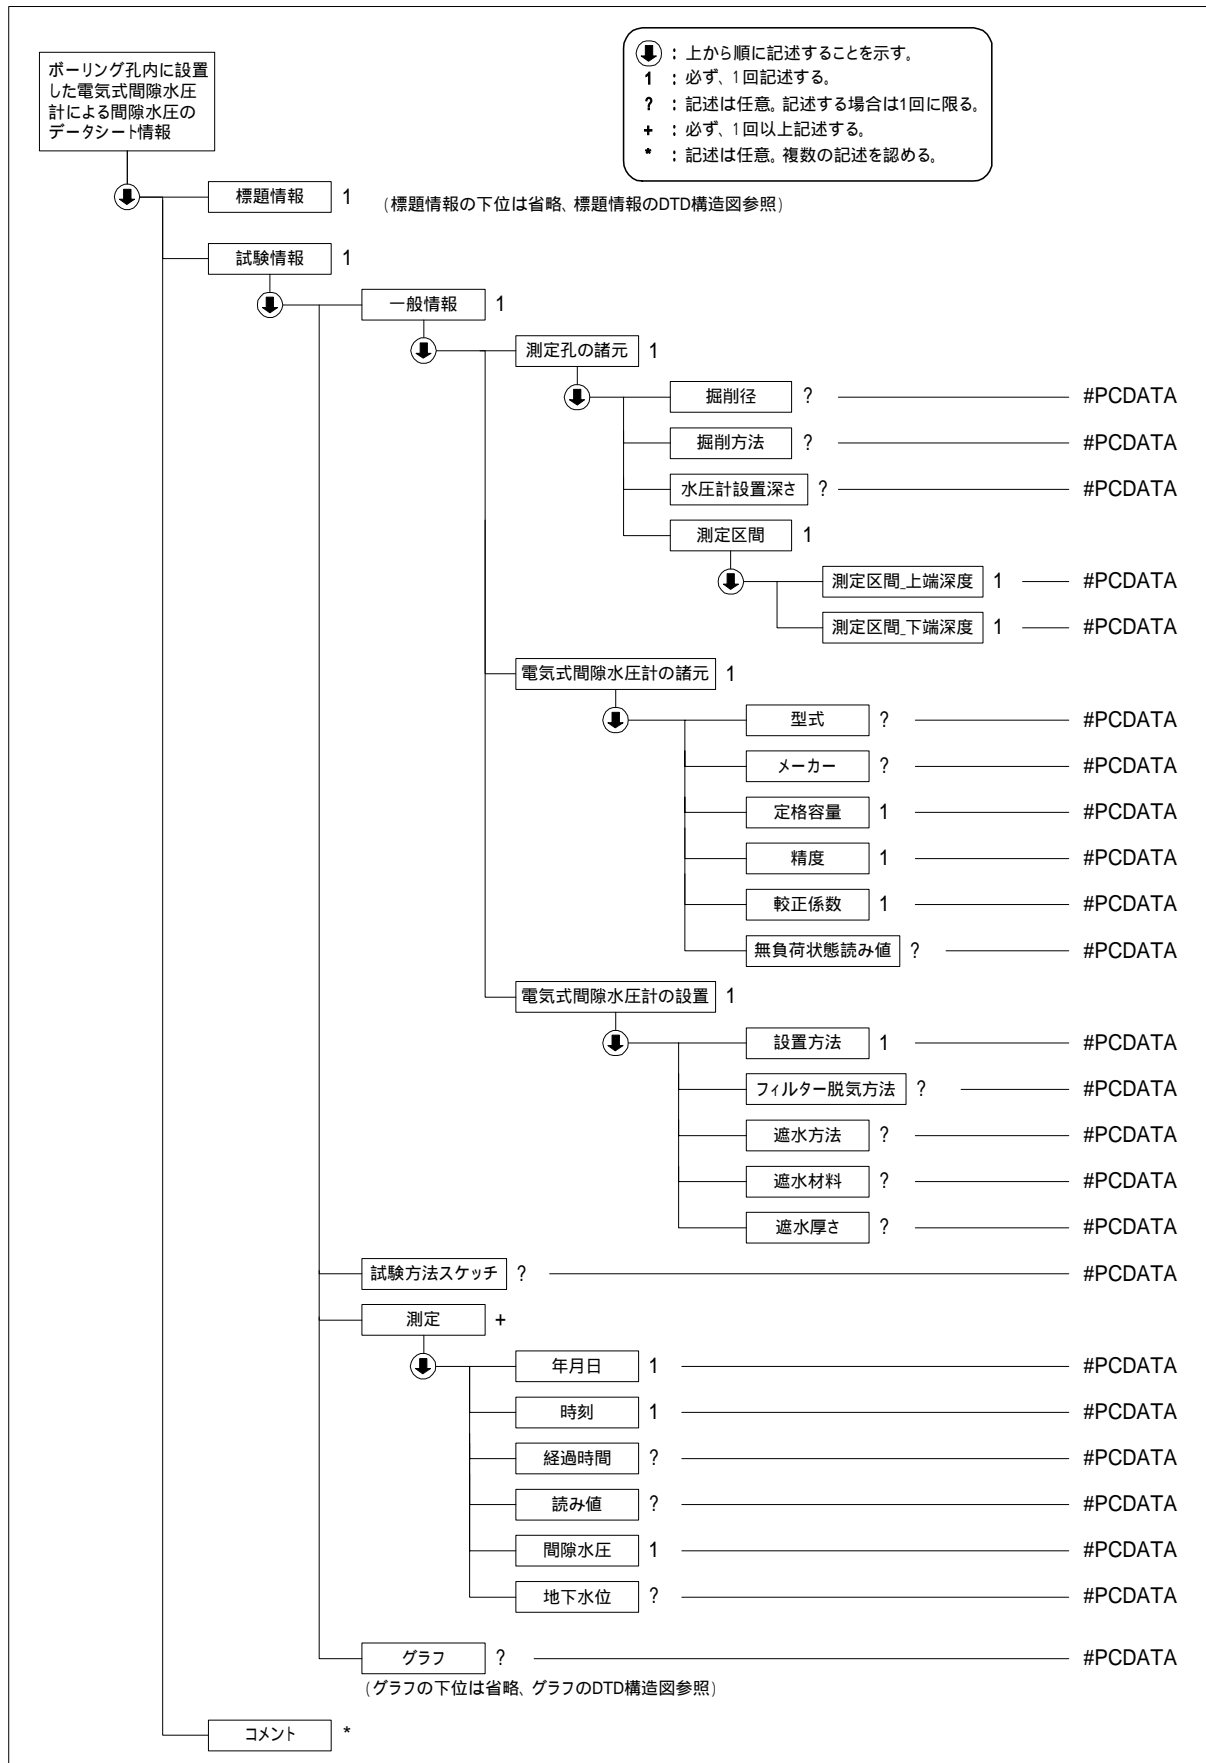 ボーリング孔内に設置
した電気式間隙水圧
計による間隙水圧の
データシート情報
：上から順に記述することを示す。
1 ：必ず、1回記述する。
? ：記述は任意。記述する場合は1回に限る。
+ ：必ず、1回以上記述する。
* ：記述は任意。複数の記述を認める。
標題情報 1 (標題情報の下位は省略、標題情報のDTD構造図参照)
試験情報 1
一般情報 1
測定孔の諸元 1
掘削径 ? #PCDATA
掘削方法 ? #PCDATA
水圧計設置深さ ? #PCDATA
測定区間 1
測定区間_上端深度 1 #PCDATA
測定区間_下端深度 1 #PCDATA
電気式間隙水圧計の諸元 1
型式 ? #PCDATA
メーカー ? #PCDATA
定格容量 1 #PCDATA
精度 1 #PCDATA
較正係数 1 #PCDATA
無負荷状態読み値 ? #PCDATA
電気式間隙水圧計の設置 1
設置方法 1 #PCDATA
フィルター脱気方法 ? #PCDATA
遮水方法 ? #PCDATA
遮水材料 ? #PCDATA
遮水厚さ ? #PCDATA
試験方法スケッチ ? #PCDATA
測定 +
年月日 1 #PCDATA
時刻 1 #PCDATA
経過時間 ? #PCDATA
読み値 ? #PCDATA
間隙水圧 1 #PCDATA
地下水位 ? #PCDATA
グラフ ? #PCDATA
(グラフの下位は省略、グラフのDTD構造図参照)
コメント *